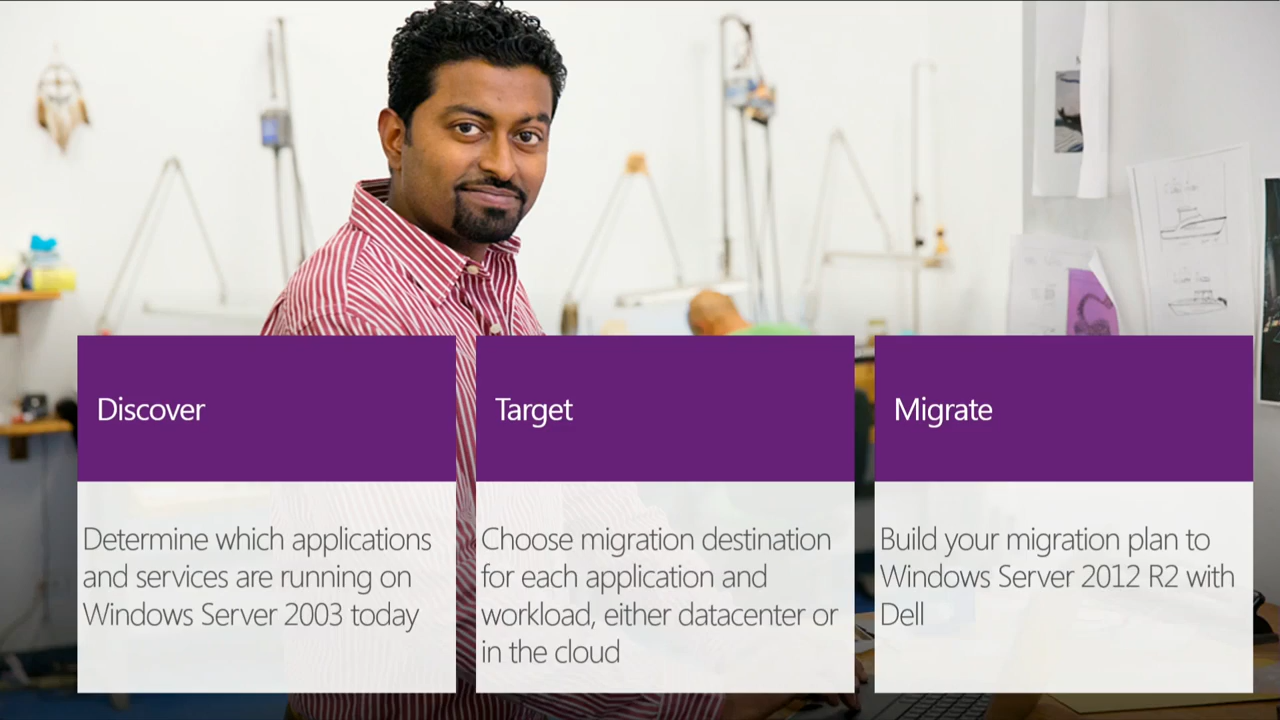 Discover
Determine which applications
and services are running on
Windows Server 2003 today
Target
Choose migration destination
for each application and
workload, either datacenter or
in the cloud
Migrate
Build your migration plan to
Windows Server 2012 R2 with
Dell